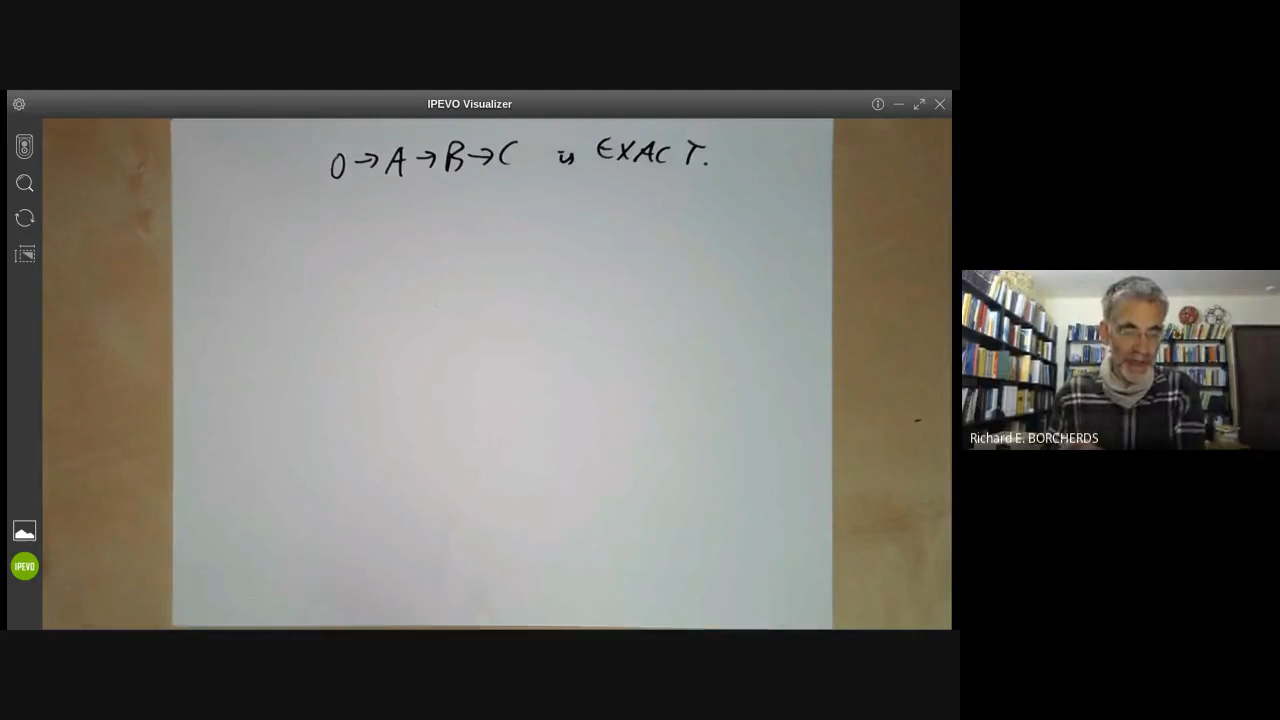 IPEVO Visualizer
0 → A → B → C is EXACT.
Richard E. BORCHERDS
IPEVO